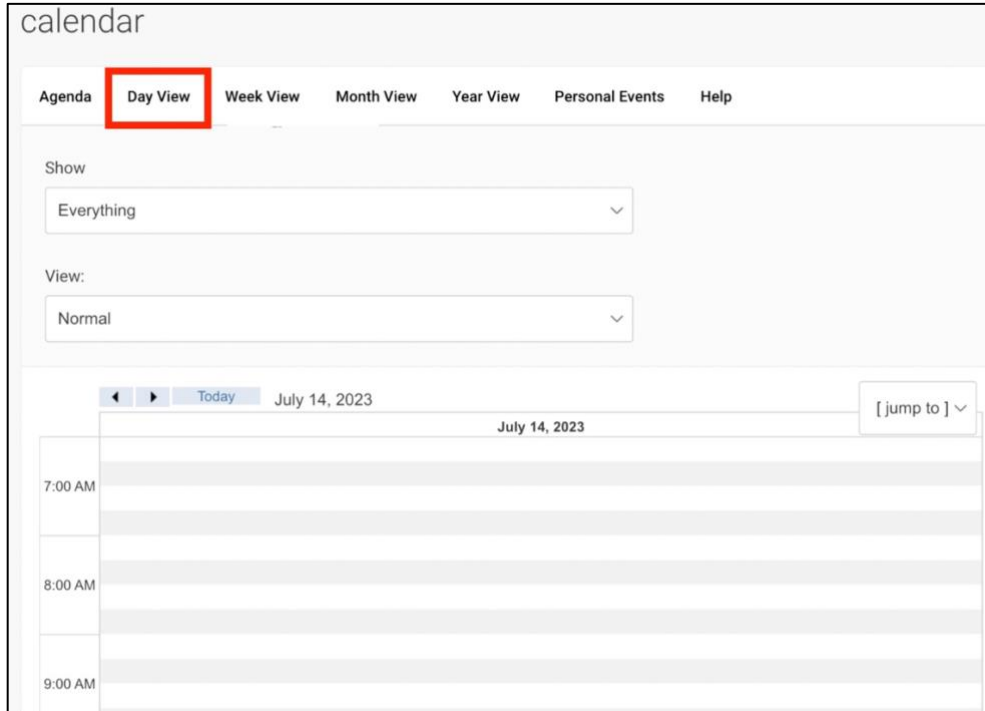 calendar
Agenda Day View Week View Month View Year View Personal Events Help
Show
Everything
View:
Normal
Today July 14, 2023
[ jump to ]
July 14, 2023
7:00 AM
8:00 AM
9:00 AM